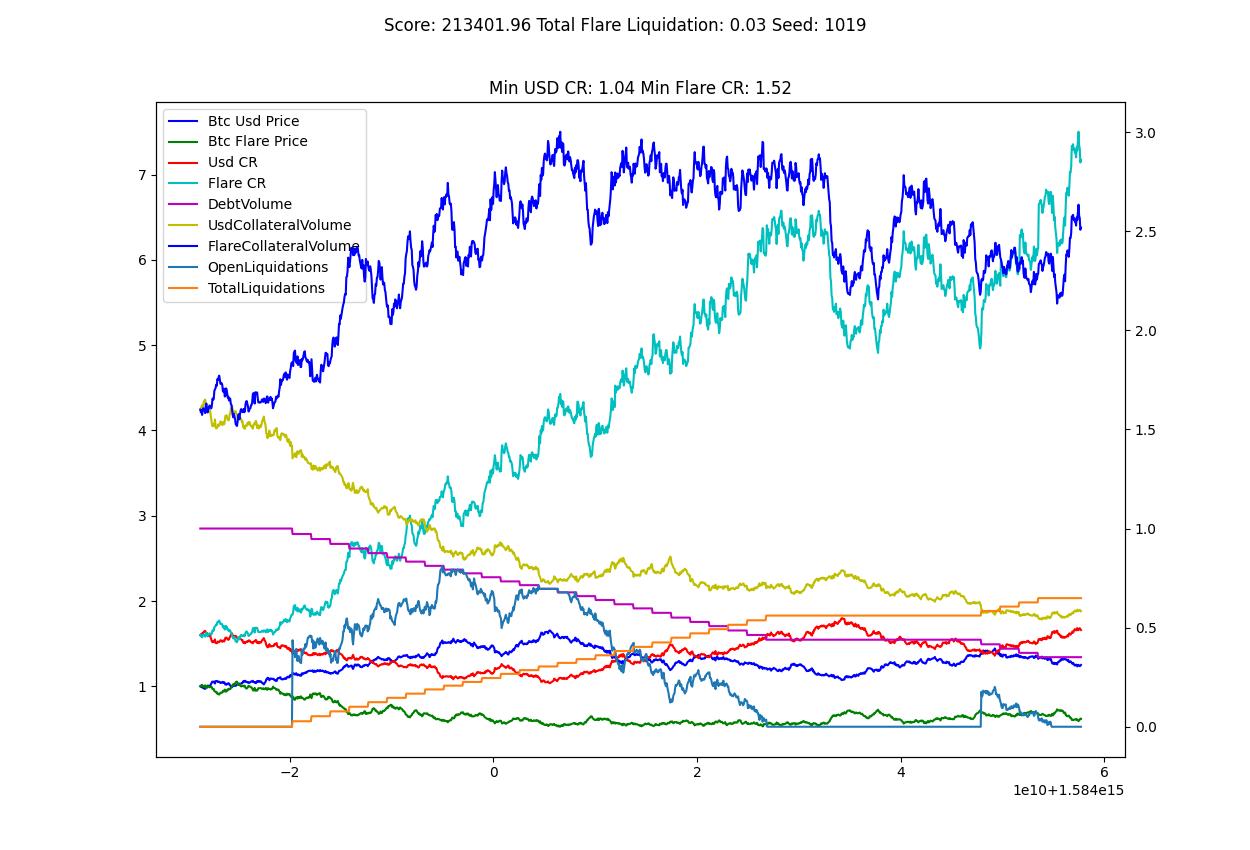 Score: 213401.96 Total Flare Liquidation: 0.03 Seed: 1019
Min USD CR: 1.04 Min Flare CR: 1.52
Btc Usd Price
Btc Flare Price
Usd CR
Flare CR
DebtVolume
UsdCollateralVolume
FlareCollateralVolume
OpenLiquidations
TotalLiquidations
7
6
5
4
3
2
1
3.0
2.5
2.0
1.5
1.0
0.5
0.0
−2
0
2
4
6
1e10+1.584e15